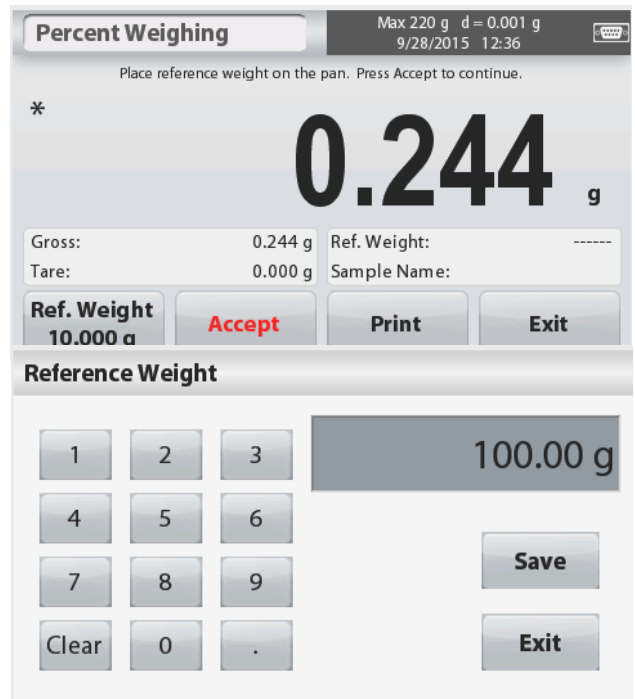 Percent Weighing
Max 220 g d = 0.001 g
9/28/2015 12:36
Place reference weight on the pan. Press Accept to continue.
*
0.244 g
Gross: 0.244 g Ref. Weight: ------
Tare: 0.000 g Sample Name:
Ref. Weight
10.000 g
Accept Print Exit
Reference Weight
100.00 g
1 2 3
4 5 6
Save
7 8 9
Clear 0 .
Exit